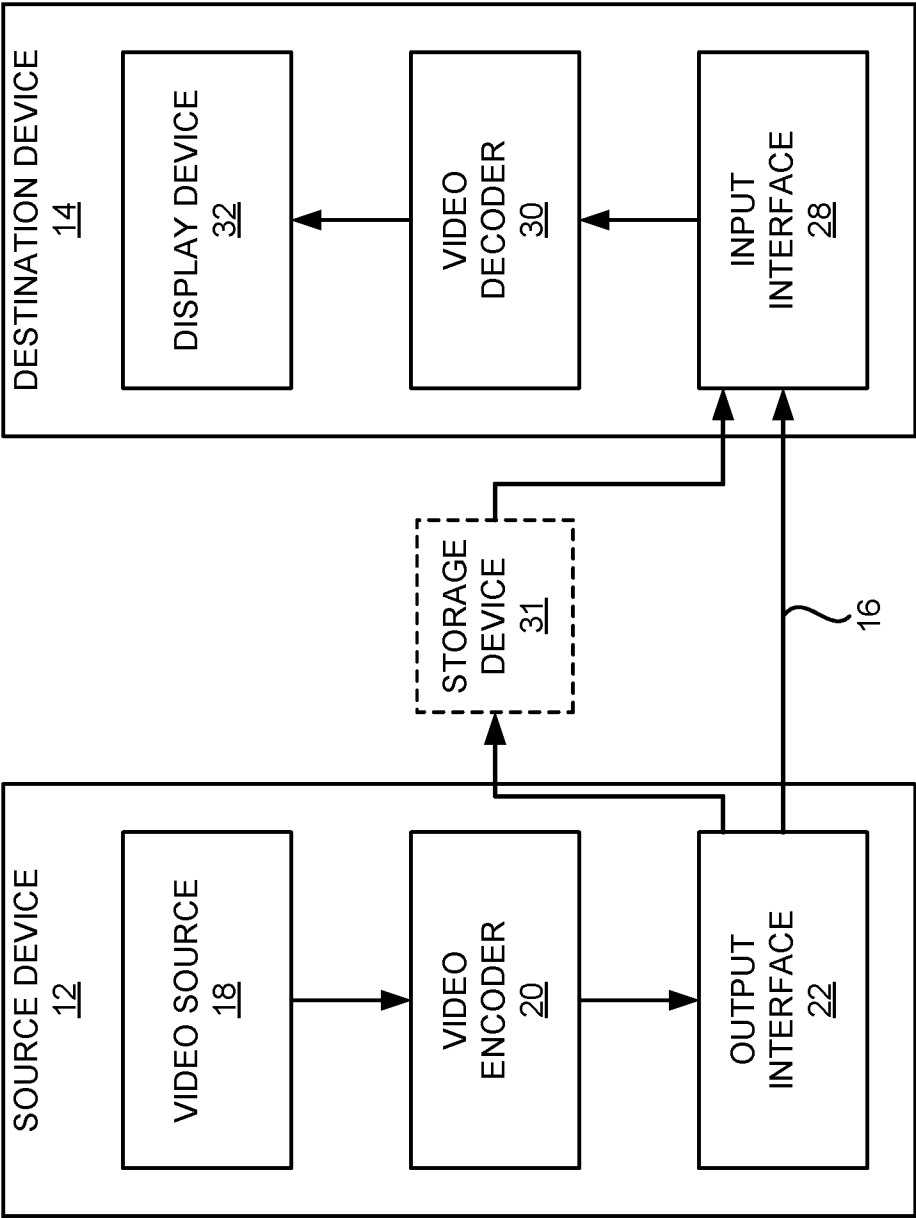 SOURCE DEVICE
12
VIDEO SOURCE
18
VIDEO
ENCODER
20
OUTPUT
INTERFACE
22
STORAGE
DEVICE
31
16
DESTINATION DEVICE
14
DISPLAY DEVICE
32
VIDEO
DECODER
30
INPUT
INTERFACE
28